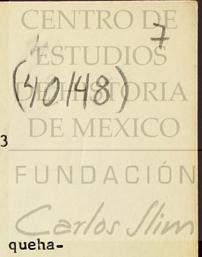 CENTRO DE
7
ESTUDIOS
(40148)
DE HISTORIA
DE MEXICO
3
FUNDACIÓN
Carlos Slim
queha-